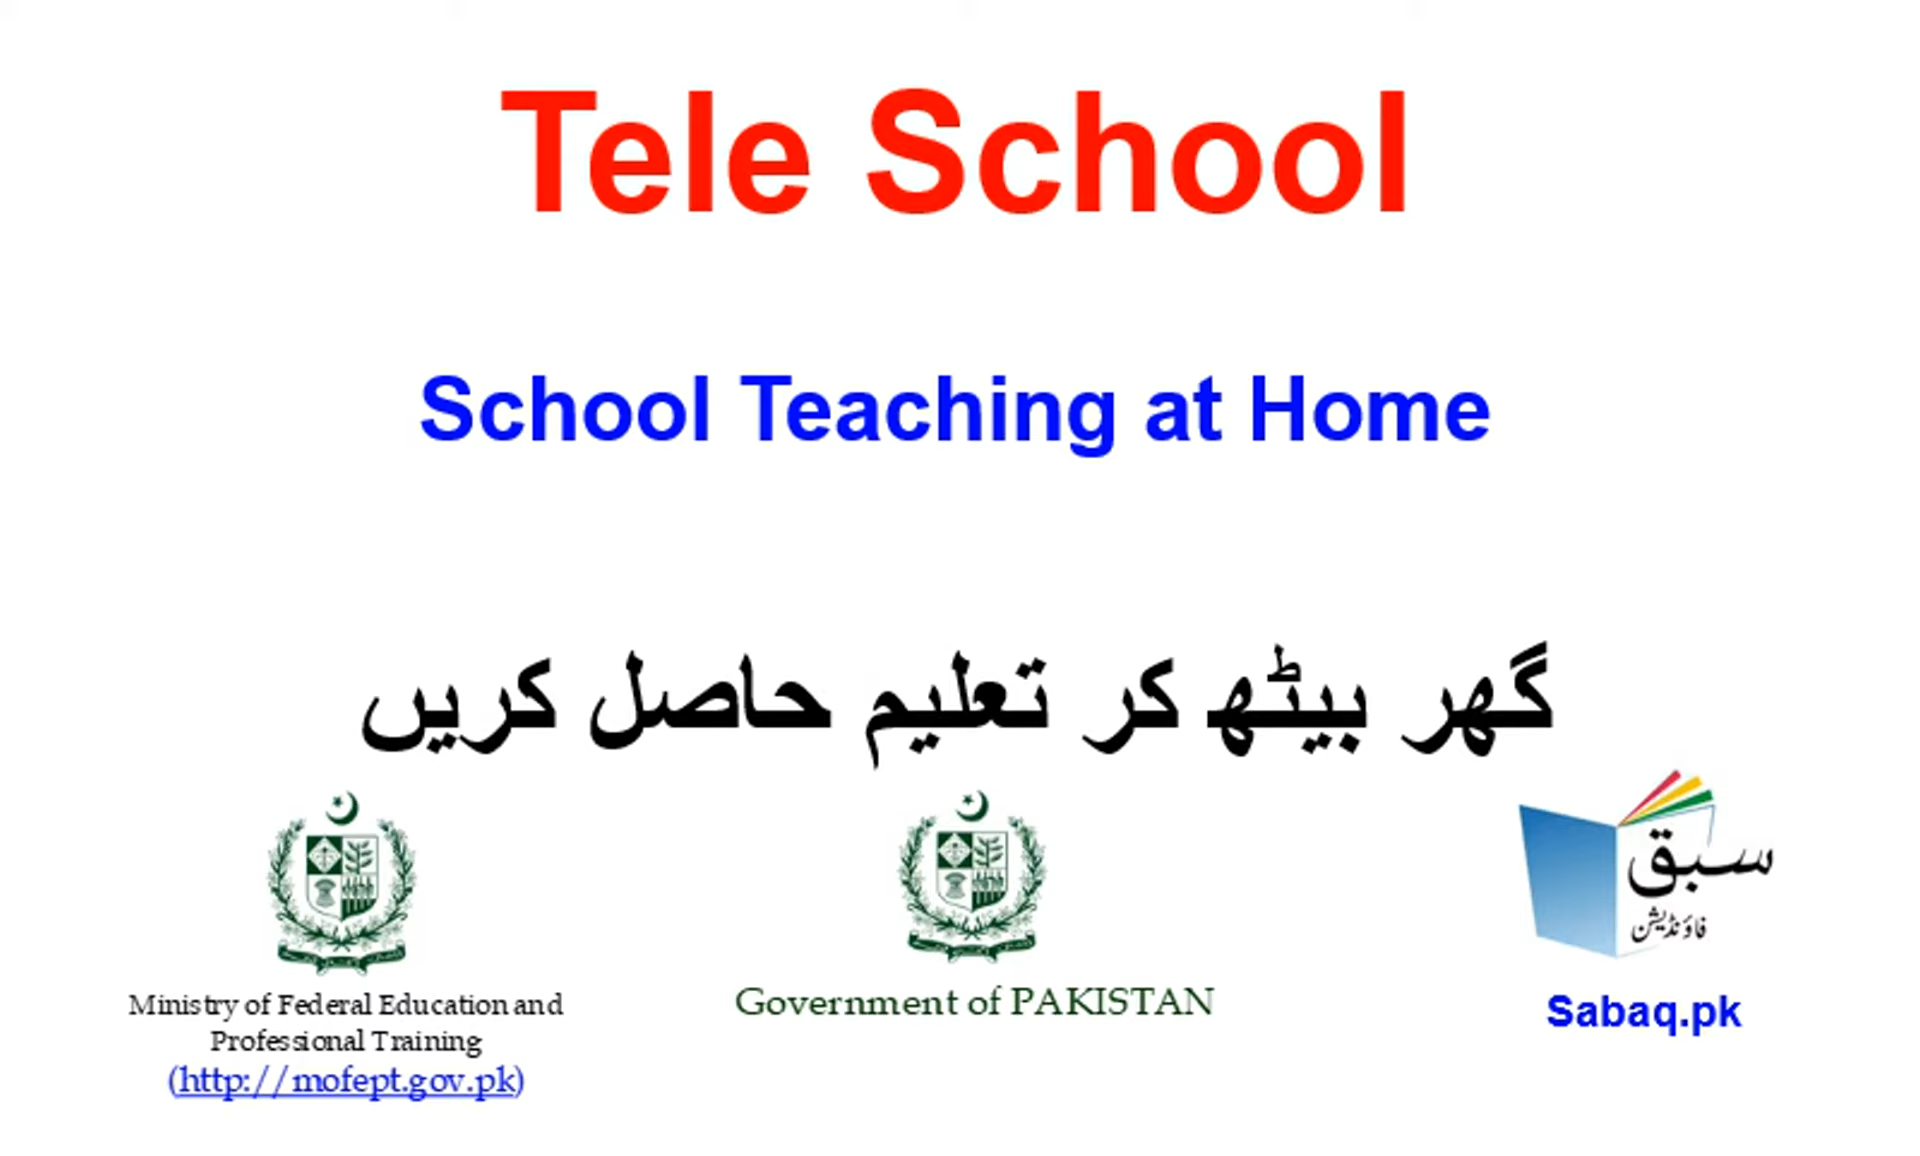 Tele School
School Teaching at Home
گھر بیٹھ کر تعلیم حاصل کریں
سبق
فاؤنڈیشن
Ministry of Federal Education and
Professional Training
(http://mofept.gov.pk)
Government of PAKISTAN
Sabaq.pk